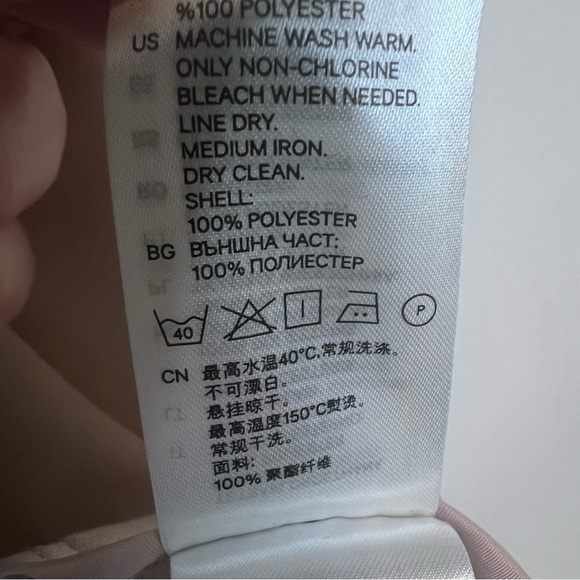 %100 POLYESTER
US MACHINE WASH WARM.
ONLY NON-CHLORINE
BLEACH WHEN NEEDED.
LINE DRY.
MEDIUM IRON.
DRY CLEAN.
SHELL:
100% POLYESTER
BG ВЪНШНА ЧАСТ:
100% ПОЛИЕСТЕР
40 P
CN 最高水温40°C,常规洗涤。
不可漂白。
悬挂晾干。
最高温度150°C熨烫。
常规干洗。
面料:
100% 聚酯纤维